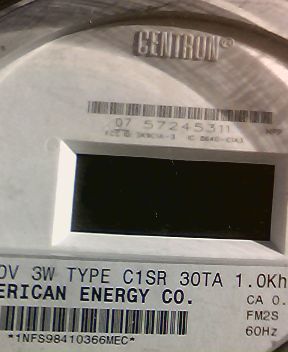 CENTRON®
07 57245311
0V 3W TYPE C1SR 30TA 1.0Kh
ERICAN ENERGY CO.
CA 0.
FM2S
60Hz
*1NFS98410366MEC*